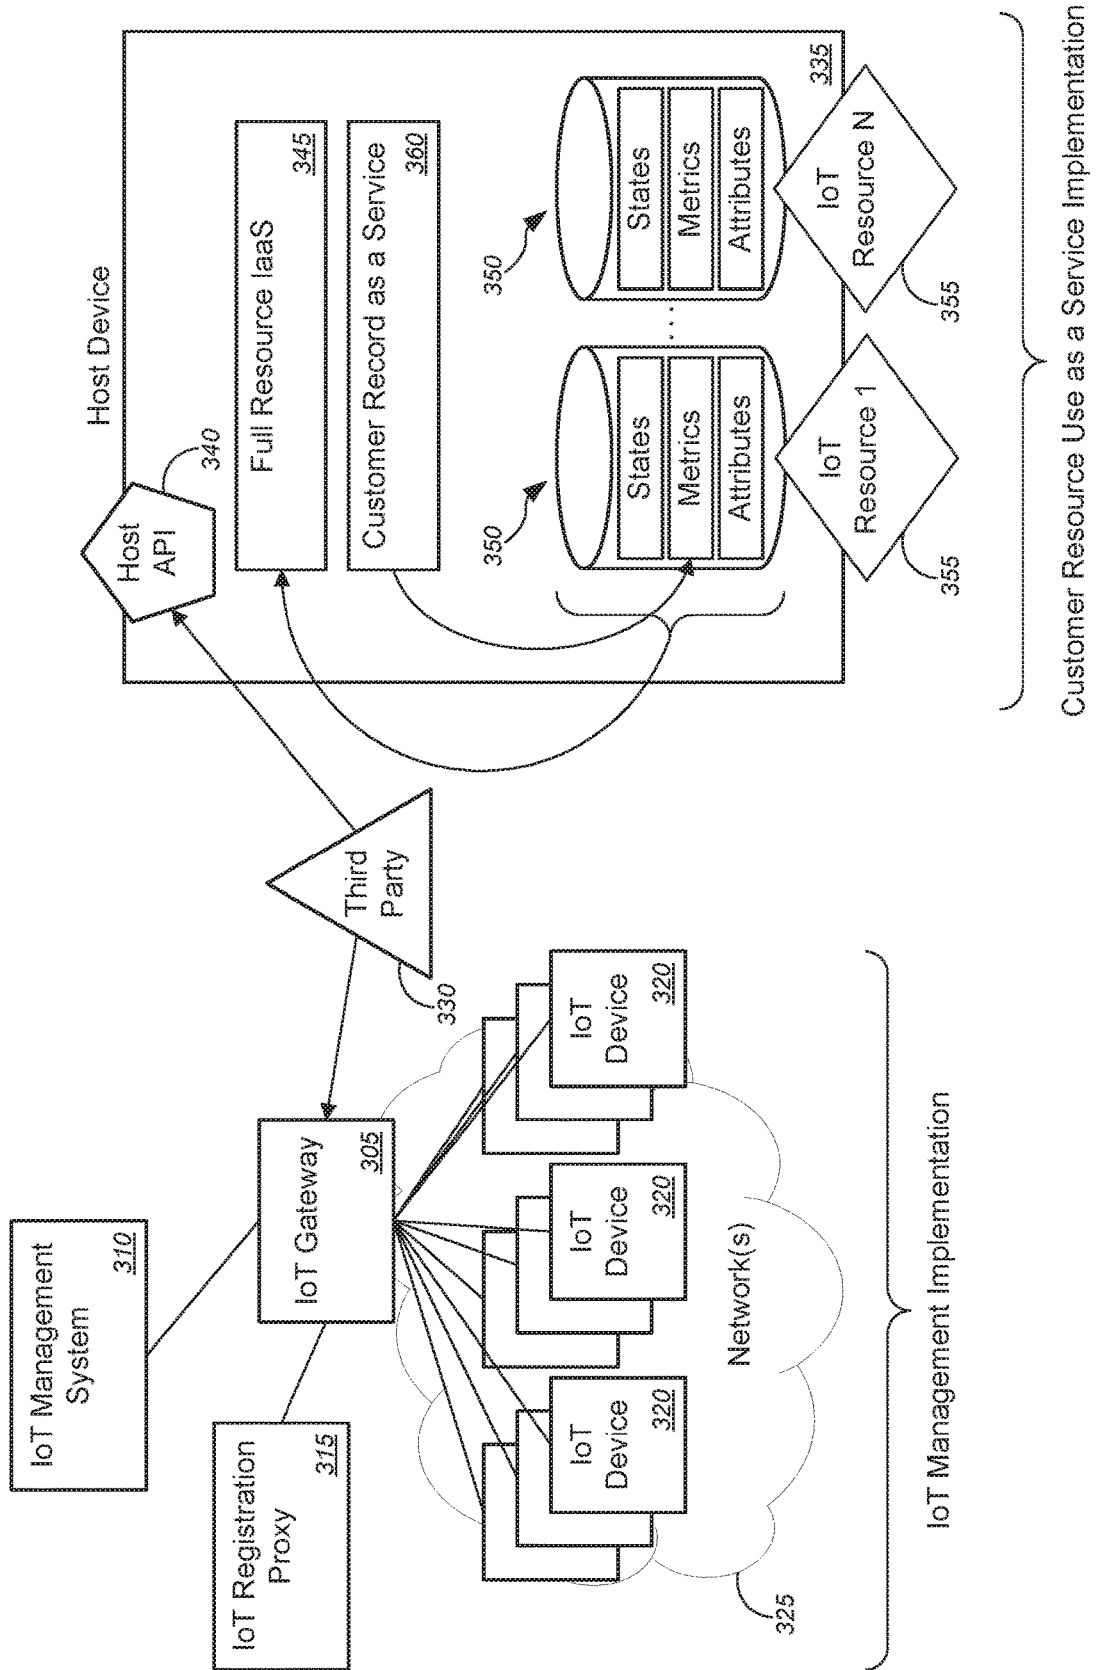 IoT Management
System
310
IoT Registration
Proxy
315
IoT Gateway
305
Third
Party
330
IoT
Device
320
IoT
Device
320
IoT
Device
320
Network(s)
325
IoT Management Implementation
Host Device
Host
API
340
Full Resource IaaS
345
Customer Record as a Service
360
350
States
Metrics
Attributes
...
350
States
Metrics
Attributes
335
IoT
Resource 1
355
IoT
Resource N
355
Customer Resource Use as a Service Implementation